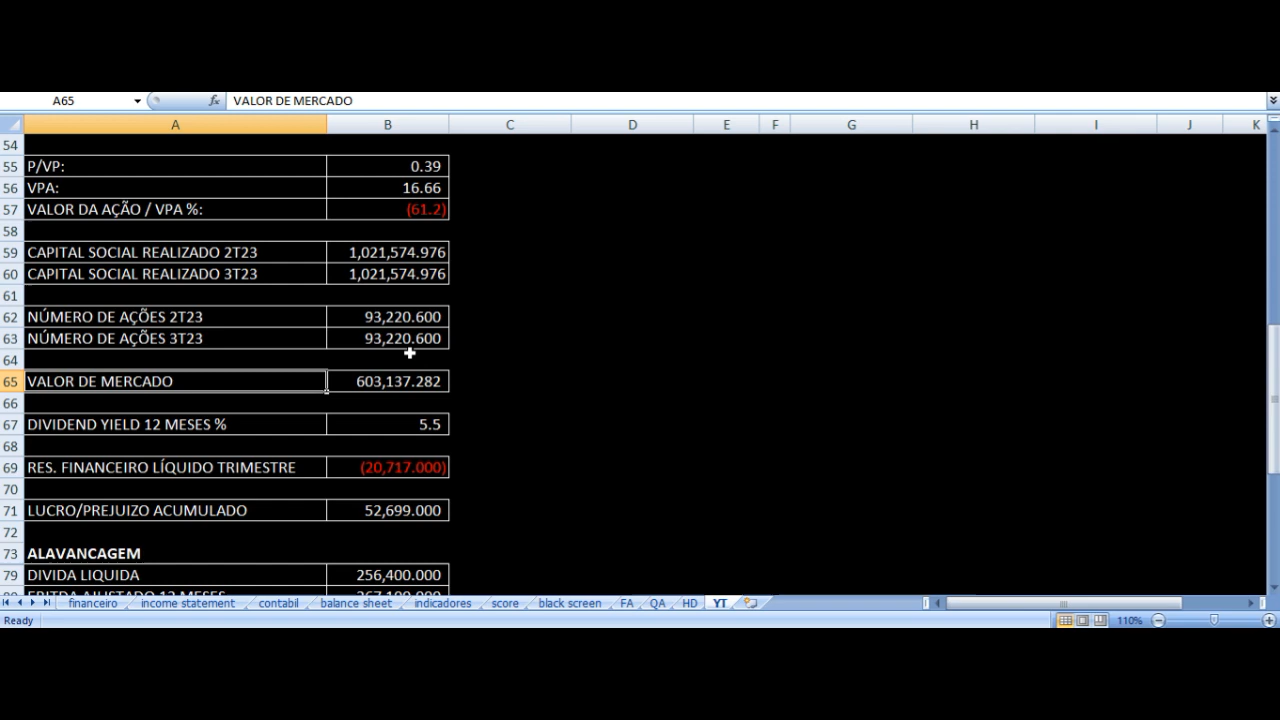 A65 VALOR DE MERCADO
A B C D E F G H I J K
54
55 P/VP: 0.39
56 VPA: 16.66
57 VALOR DA AÇÃO / VPA %: (61.2)
58
59 CAPITAL SOCIAL REALIZADO 2T23 1,021,574.976
60 CAPITAL SOCIAL REALIZADO 3T23 1,021,574.976
61
62 NÚMERO DE AÇÕES 2T23 93,220.600
63 NÚMERO DE AÇÕES 3T23 93,220.600
64
65 VALOR DE MERCADO 603,137.282
66
67 DIVIDEND YIELD 12 MESES % 5.5
68
69 RES. FINANCEIRO LÍQUIDO TRIMESTRE (20,717.000)
70
71 LUCRO/PREJUIZO ACUMULADO 52,699.000
72
73 ALAVANCAGEM
79 DIVIDA LIQUIDA 256,400.000
financeiro income statement contabil balance sheet indicadores score black screen FA QA HD YT
Ready 110%